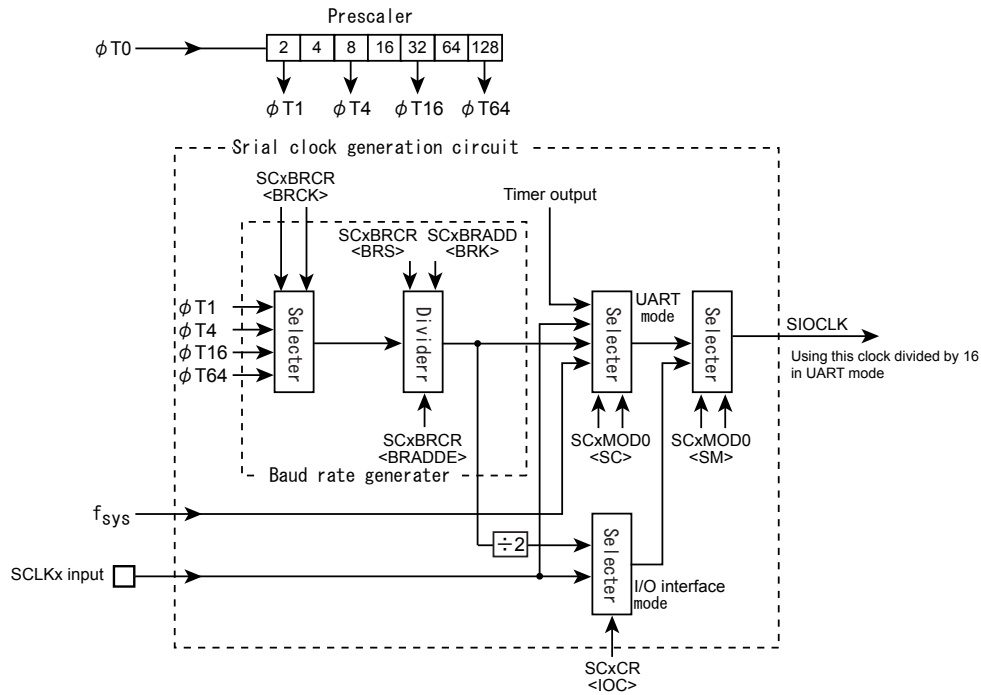 Prescaler
φT0
2 4 8 16 32 64 128
φT1 φT4 φT16 φT64
Srial clock generation circuit
SCxBRCR
<BRCK>
Timer output
SCxBRCR
<BRS>
SCxBRADD
<BRK>
φT1
φT4
φT16
φT64
Selecter
Dividerr
Selecter
UART
mode
Selecter
SIOCLK
Using this clock divided by 16
in UART mode
SCxBRCR
<BRADDE>
SCxMOD0
<SC>
SCxMOD0
<SM>
Baud rate generater
fsys
÷2
Selecter
SCLKx input
I/O interface
mode
SCxCR
<IOC>